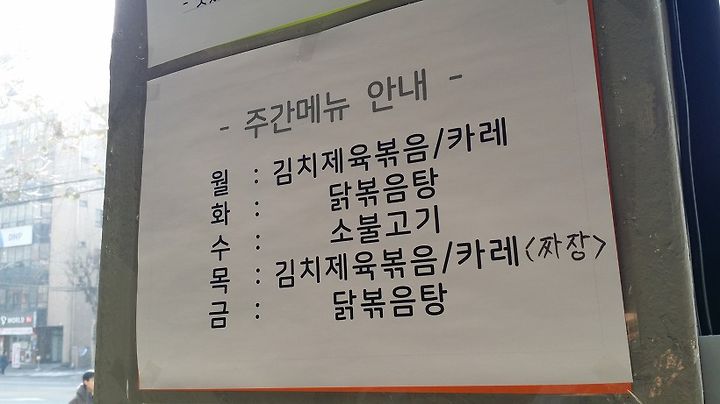 - 주간메뉴 안내 -
월 : 김치제육볶음/카레
화 : 닭볶음탕
수 : 소불고기
목 : 김치제육볶음/카레<짜장>
금 : 닭볶음탕
DNP
T WORLD